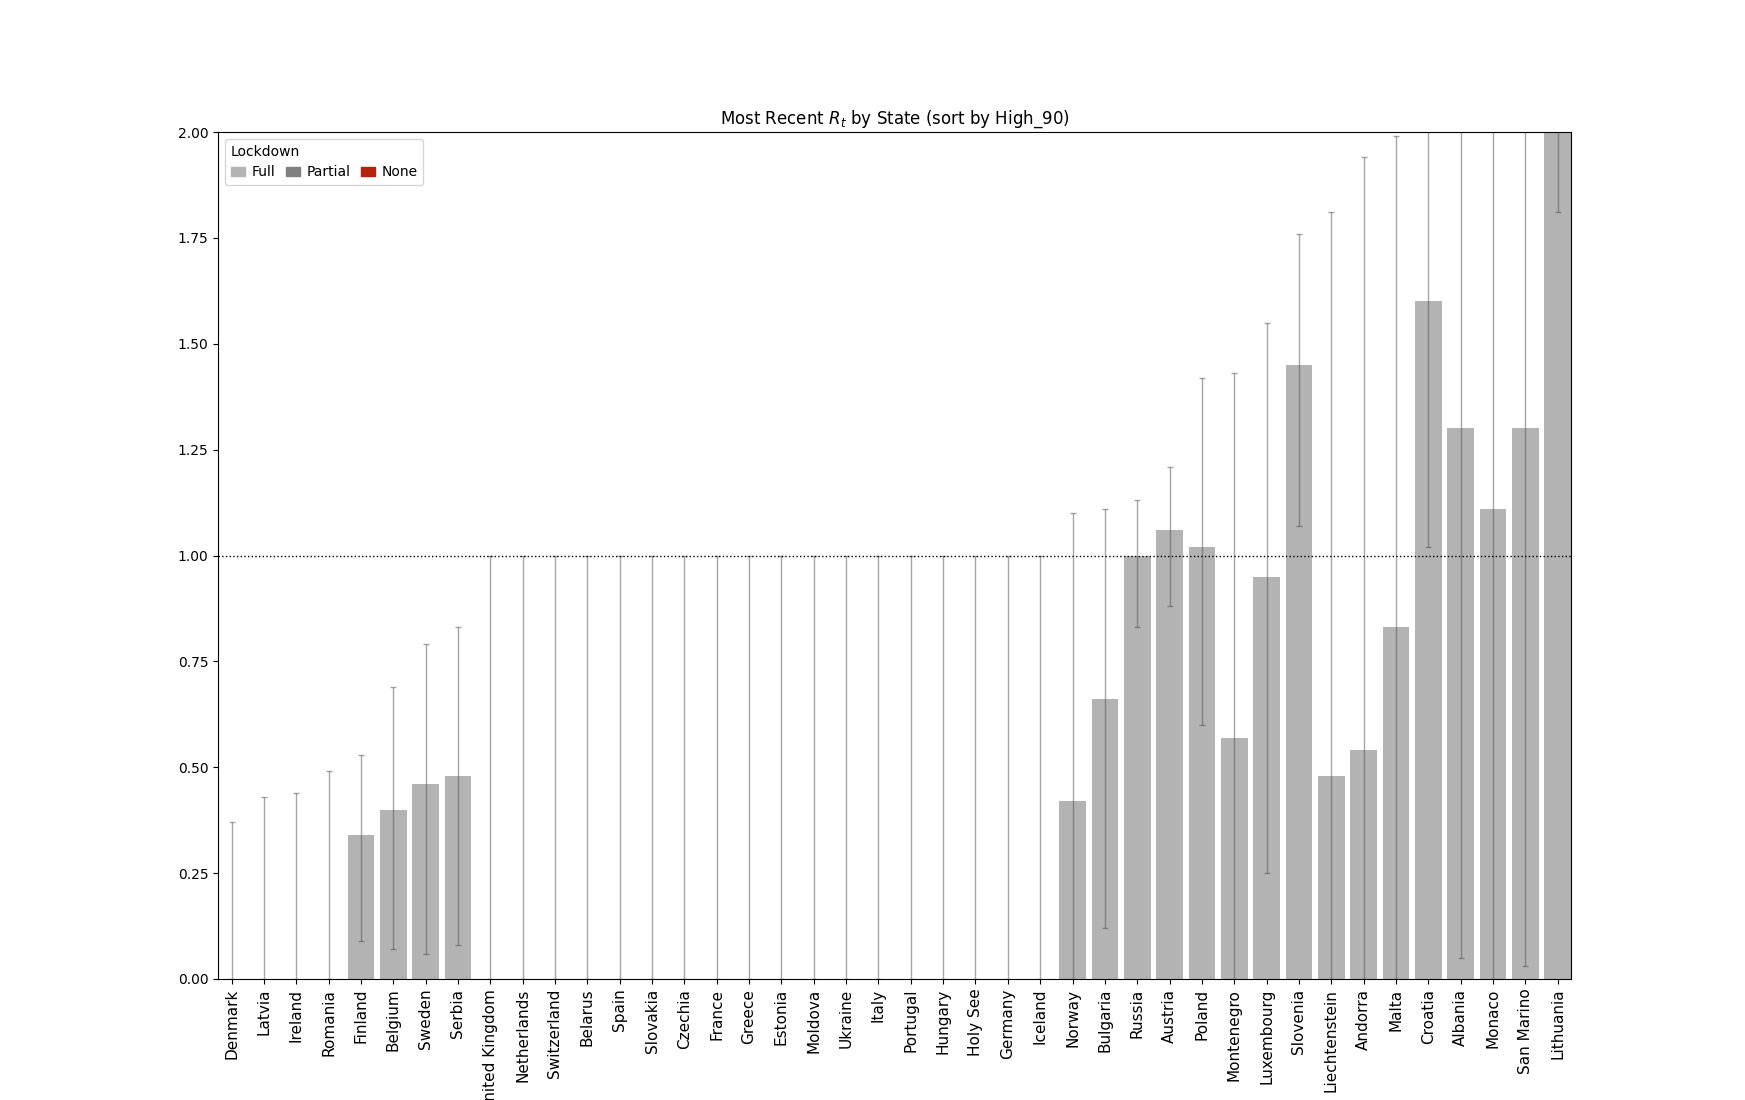 Most Recent R_t by State (sort by High_90)
Lockdown
Full Partial None
2.00
1.75
1.50
1.25
1.00
0.75
0.50
0.25
0.00
Denmark
Latvia
Ireland
Romania
Finland
Belgium
Sweden
Serbia
nited Kingdom
Netherlands
Switzerland
Belarus
Spain
Slovakia
Czechia
France
Greece
Estonia
Moldova
Ukraine
Italy
Portugal
Hungary
Holy See
Germany
Iceland
Norway
Bulgaria
Russia
Austria
Poland
Montenegro
Luxembourg
Slovenia
Liechtenstein
Andorra
Malta
Croatia
Albania
Monaco
San Marino
Lithuania